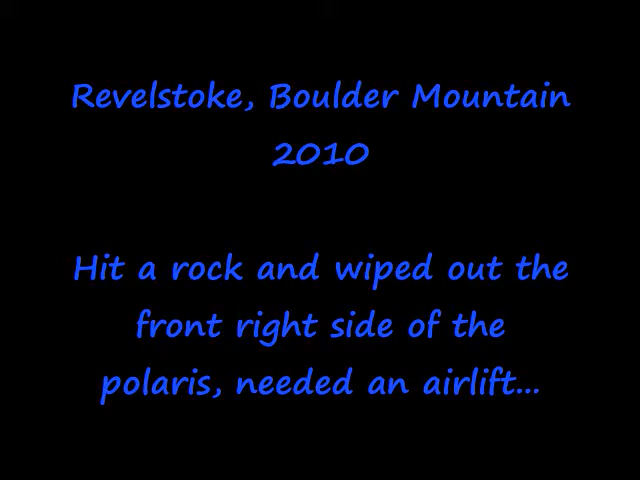 Revelstoke, Boulder Mountain
2010
Hit a rock and wiped out the
front right side of the
polaris, needed an airlift...